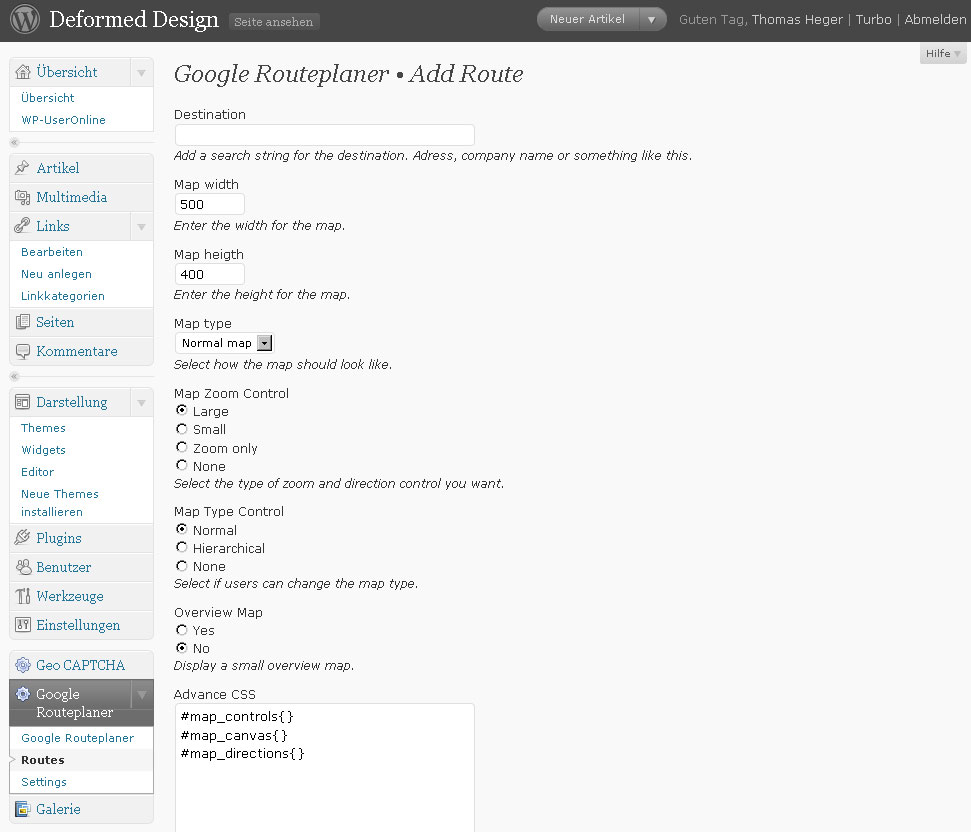 Deformed Design Seite ansehen Neuer Artikel Guten Tag, Thomas Heger | Turbo | Abmelden
Hilfe
Übersicht
Übersicht
WP-UserOnline
Artikel
Multimedia
Links
Bearbeiten
Neu anlegen
Linkkategorien
Seiten
Kommentare
Darstellung
Themes
Widgets
Editor
Neue Themes
installieren
Plugins
Benutzer
Werkzeuge
Einstellungen
Geo CAPTCHA
Google
Routeplaner
Google Routeplaner
Routes
Settings
Galerie
Google Routeplaner • Add Route
Destination
Add a search string for the destination. Adress, company name or something like this.
Map width
500
Enter the width for the map.
Map heigth
400
Enter the height for the map.
Map type
Normal map
Select how the map should look like.
Map Zoom Control
Large
Small
Zoom only
None
Select the type of zoom and direction control you want.
Map Type Control
Normal
Hierarchical
None
Select if users can change the map type.
Overview Map
Yes
No
Display a small overview map.
Advance CSS
#map_controls{}
#map_canvas{}
#map_directions{}